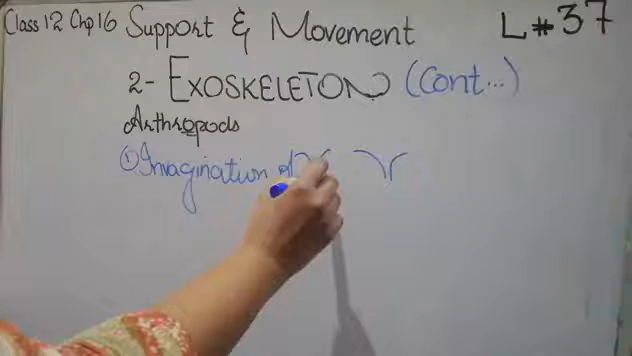 Class 12 Chp 16 Support & Movement L # 37
2- EXOSKELETON (Cont...)
Arthropods
① Invagination of